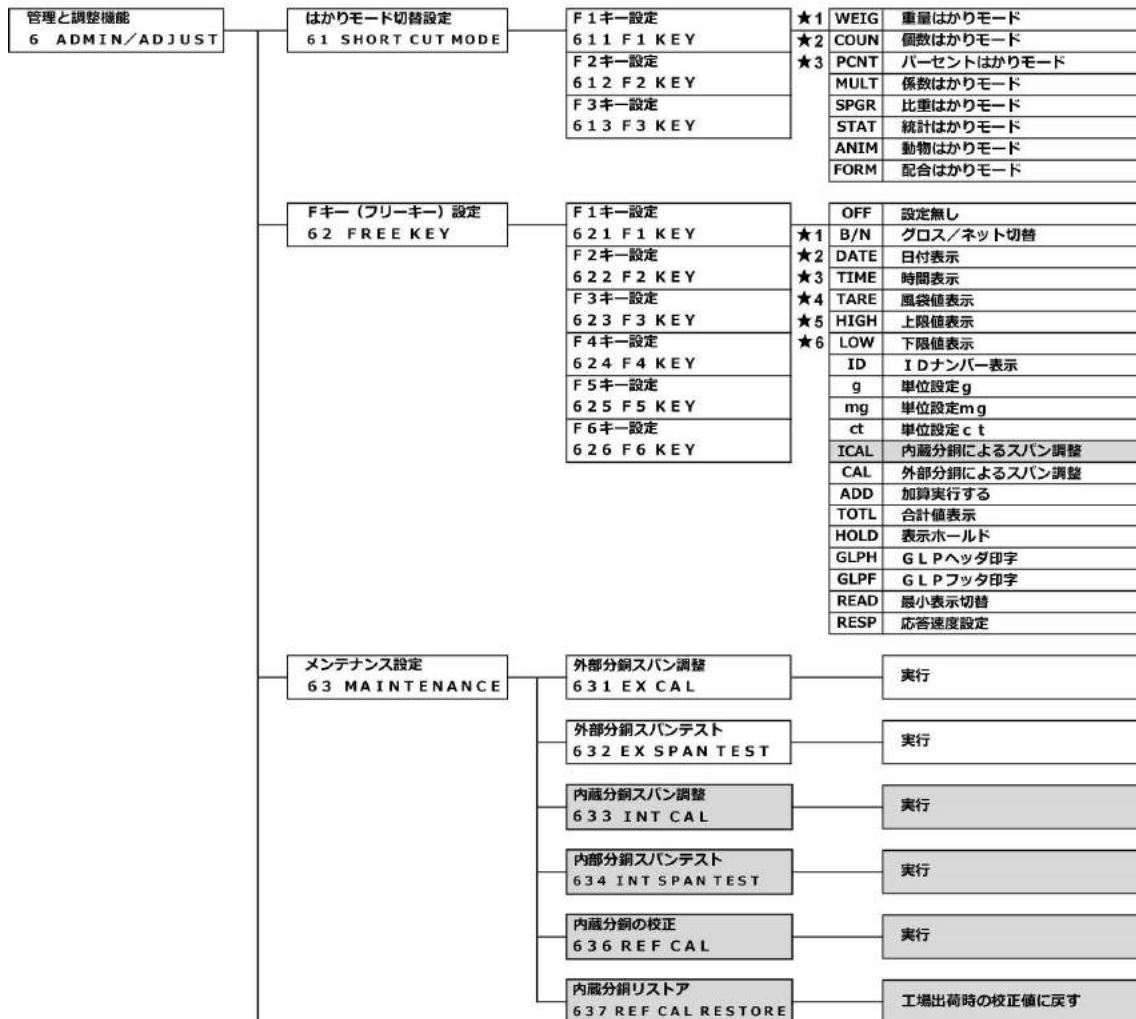 管理と調整機能
6 ADMIN／ADJUST
はかりモード切替設定
61 SHORT CUT MODE
F1キー設定
611 F1 KEY
F2キー設定
612 F2 KEY
F3キー設定
613 F3 KEY
★1 WEIG 重量はかりモード
★2 COUN 個数はかりモード
★3 PCNT パーセントはかりモード
MULT 係数はかりモード
SPGR 比重はかりモード
STAT 統計はかりモード
ANIM 動物はかりモード
FORM 配合はかりモード
Fキー（フリーキー）設定
62 FREE KEY
F1キー設定
621 F1 KEY
F2キー設定
622 F2 KEY
F3キー設定
623 F3 KEY
F4キー設定
624 F4 KEY
F5キー設定
625 F5 KEY
F6キー設定
626 F6 KEY
OFF 設定無し
★1 B/N グロス／ネット切替
★2 DATE 日付表示
★3 TIME 時間表示
★4 TARE 風袋値表示
★5 HIGH 上限値表示
★6 LOW 下限値表示
ID IDナンバー表示
g 単位設定g
mg 単位設定mg
ct 単位設定ct
ICAL 内蔵分銅によるスパン調整
CAL 外部分銅によるスパン調整
ADD 加算実行する
TOTL 合計値表示
HOLD 表示ホールド
GLPH GLPヘッダ印字
GLPF GLPフッタ印字
READ 最小表示切替
RESP 応答速度設定
メンテナンス設定
63 MAINTENANCE
外部分銅スパン調整
631 EX CAL
実行
外部分銅スパンテスト
632 EX SPAN TEST
実行
内蔵分銅スパン調整
633 INT CAL
実行
内部分銅スパンテスト
634 INT SPAN TEST
実行
内蔵分銅の校正
636 REF CAL
実行
内蔵分銅リストア
637 REF CAL RESTORE
工場出荷時の校正値に戻す